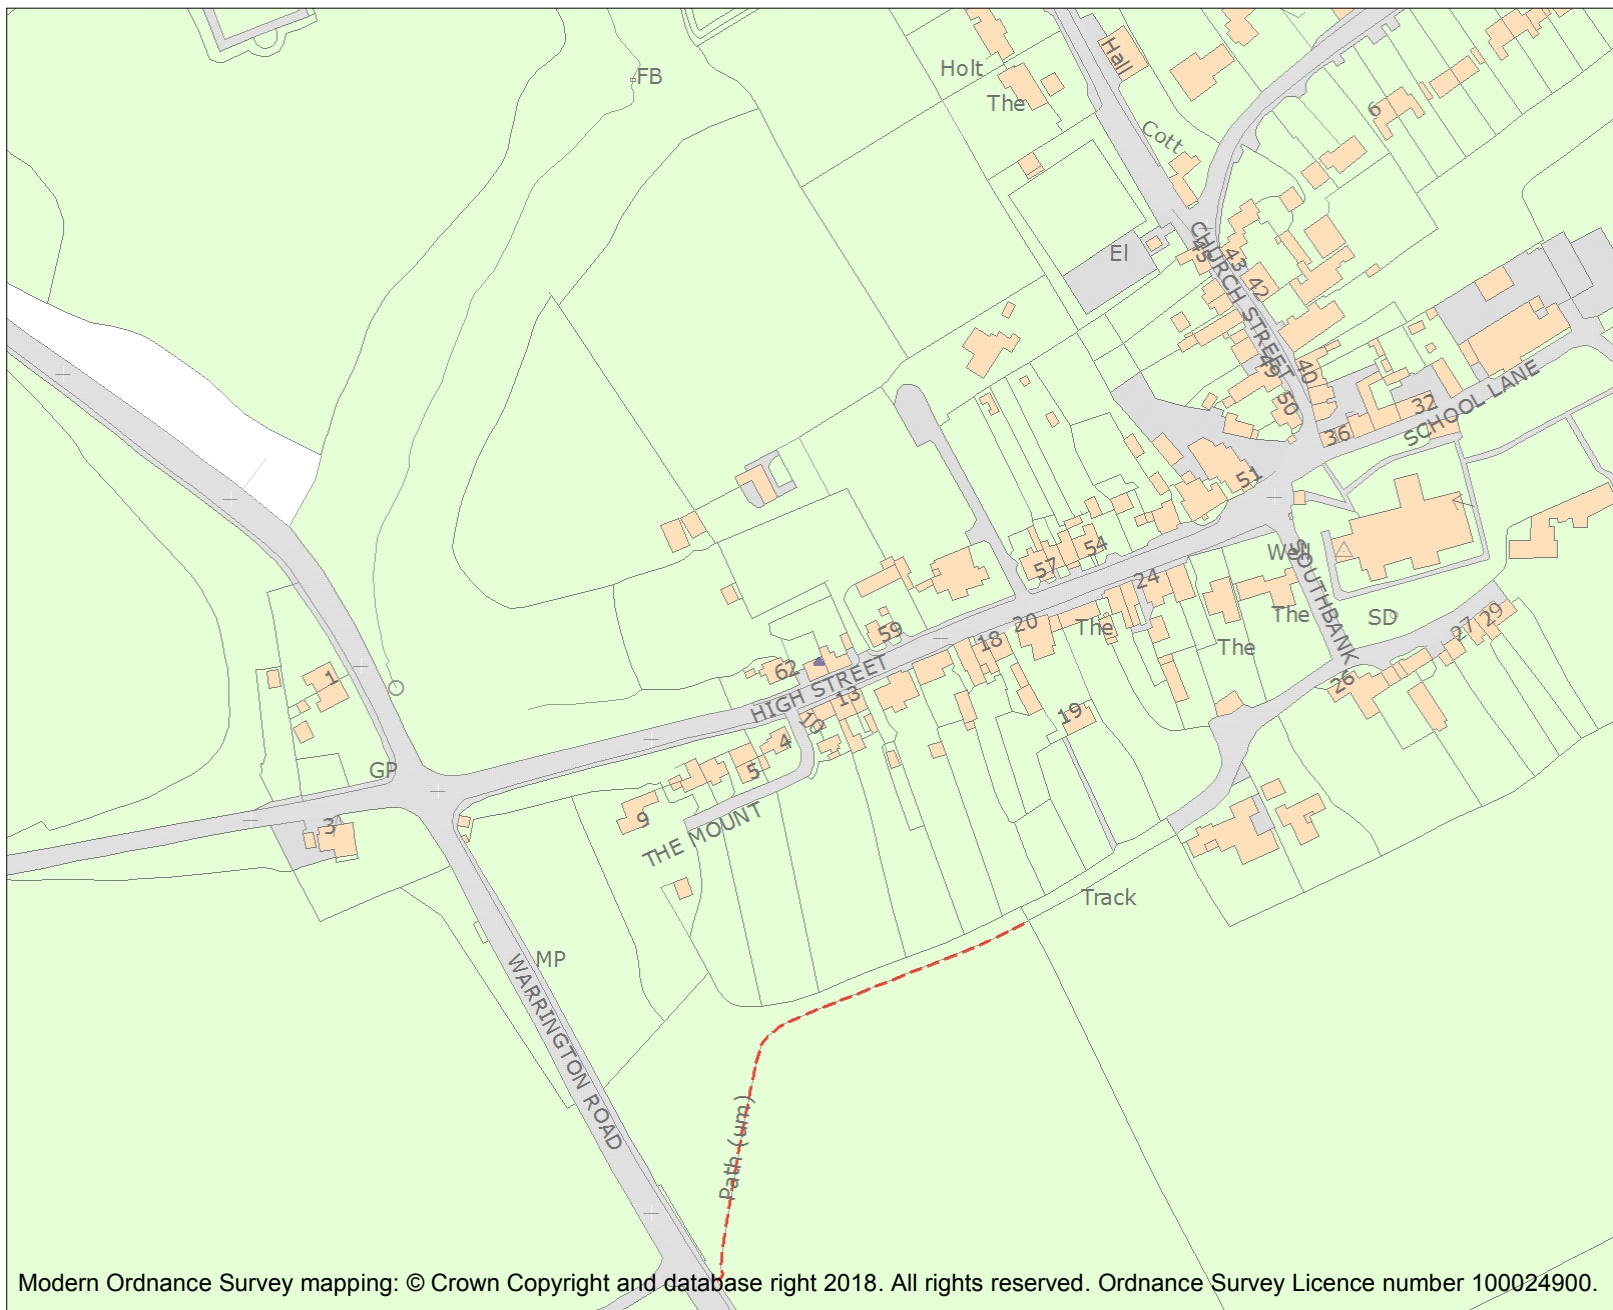 FB
Holt
The
Hall
6
Cott
El
45
43
42
CHURCH STREET
49
40
50
32
36
SCHOOL LANE
51
54
57
Well
SOUTHBANK
24
The
SD
27
29
20
The
18
The
59
26
62
HIGH STREET
13
10
19
1
4
GP
5
3
9
THE MOUNT
Track
MP
WARRINGTON ROAD
Path (um)
Modern Ordnance Survey mapping: © Crown Copyright and database right 2018. All rights reserved. Ordnance Survey Licence number 100024900.